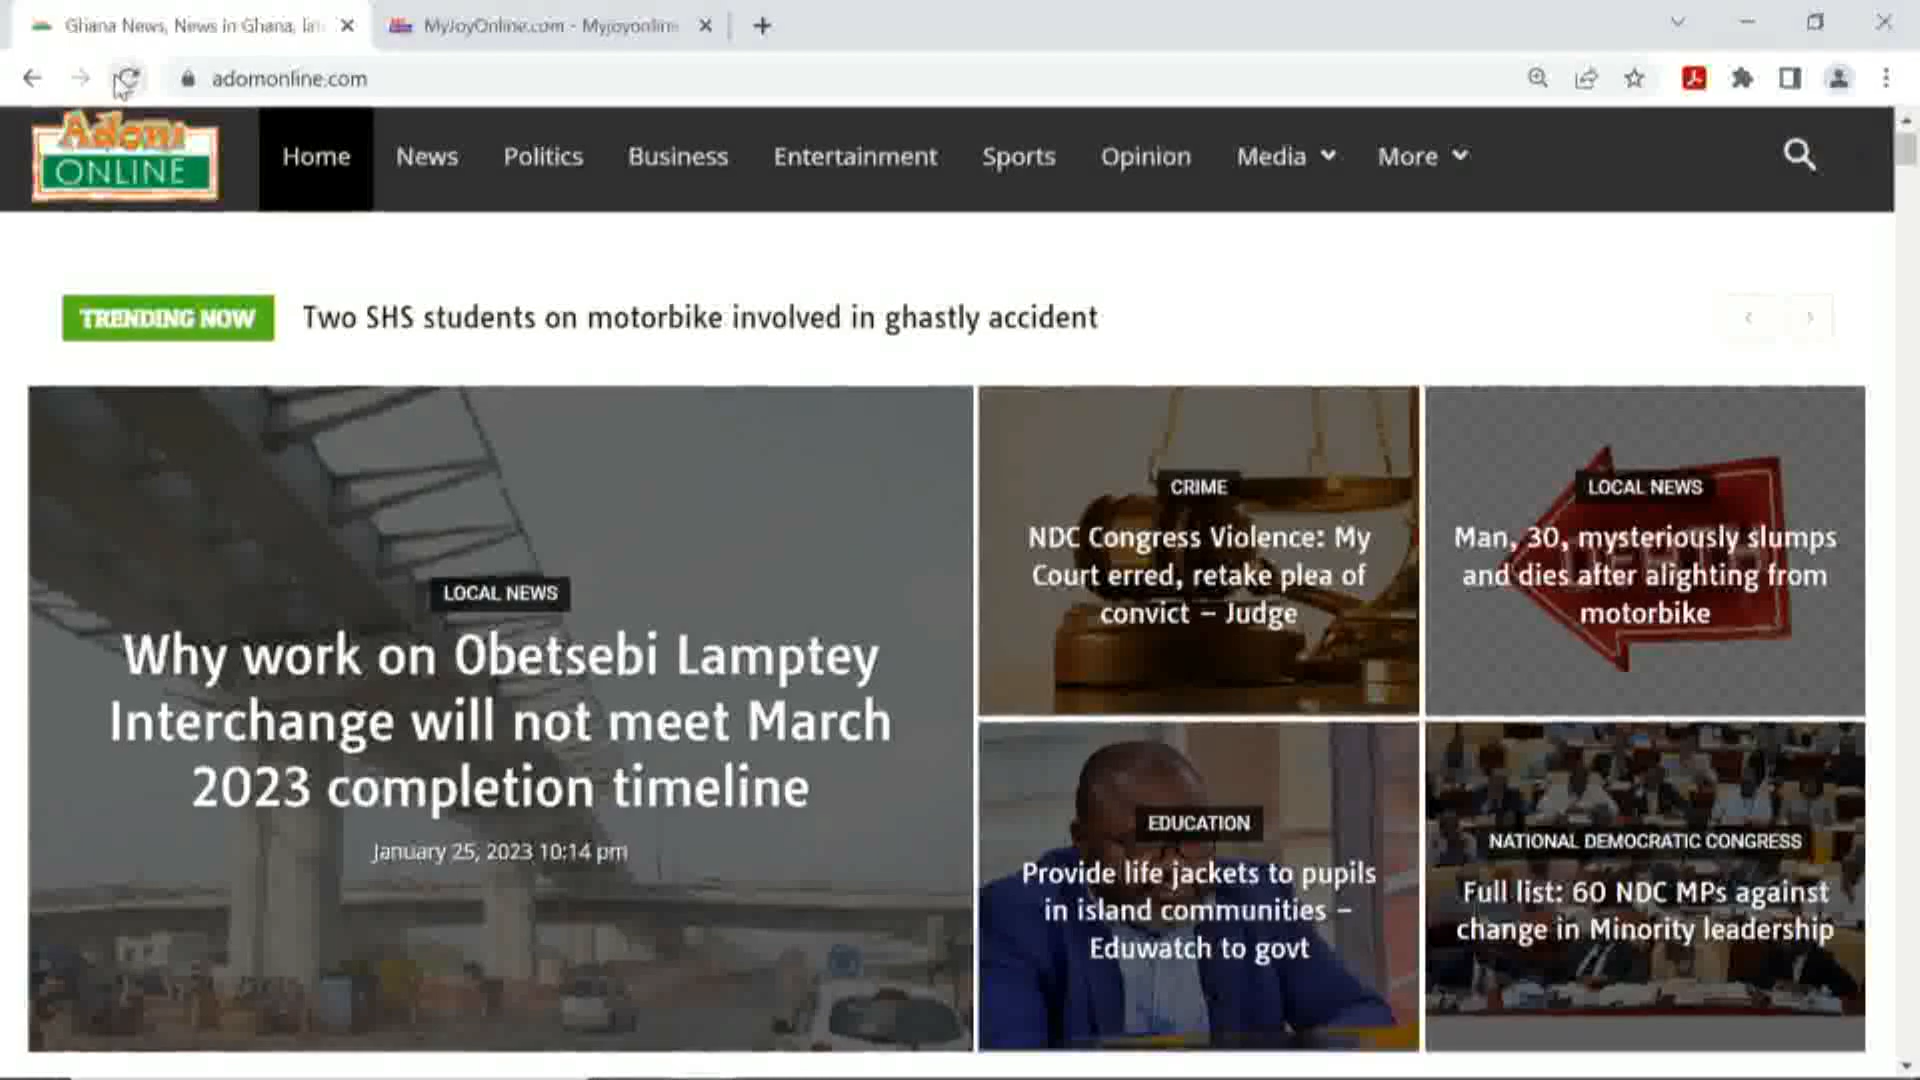 Ghana News, News in Ghana, lat
MyJoyOnline.com - Myjoyonline
adomonline.com
Adom
ONLINE
Home
News
Politics
Business
Entertainment
Sports
Opinion
Media
More
TRENDING NOW
Two SHS students on motorbike involved in ghastly accident
LOCAL NEWS
Why work on Obetsebi Lamptey
Interchange will not meet March
2023 completion timeline
January 25, 2023 10:14 pm
CRIME
NDC Congress Violence: My
Court erred, retake plea of
convict – Judge
LOCAL NEWS
Man, 30, mysteriously slumps
and dies after alighting from
motorbike
EDUCATION
Provide life jackets to pupils
in island communities –
Eduwatch to govt
NATIONAL DEMOCRATIC CONGRESS
Full list: 60 NDC MPs against
change in Minority leadership